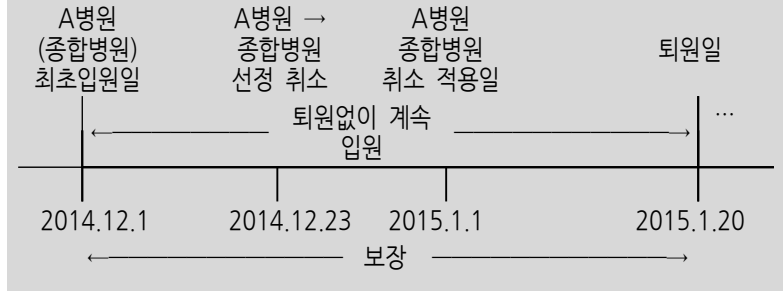 A병원
(종합병원)
최초입원일
A병원 →
종합병원
선정 취소
A병원
종합병원
취소 적용일
퇴원일
퇴원없이 계속
입원
…
2014.12.1
2014.12.23
2015.1.1
2015.1.20
보장